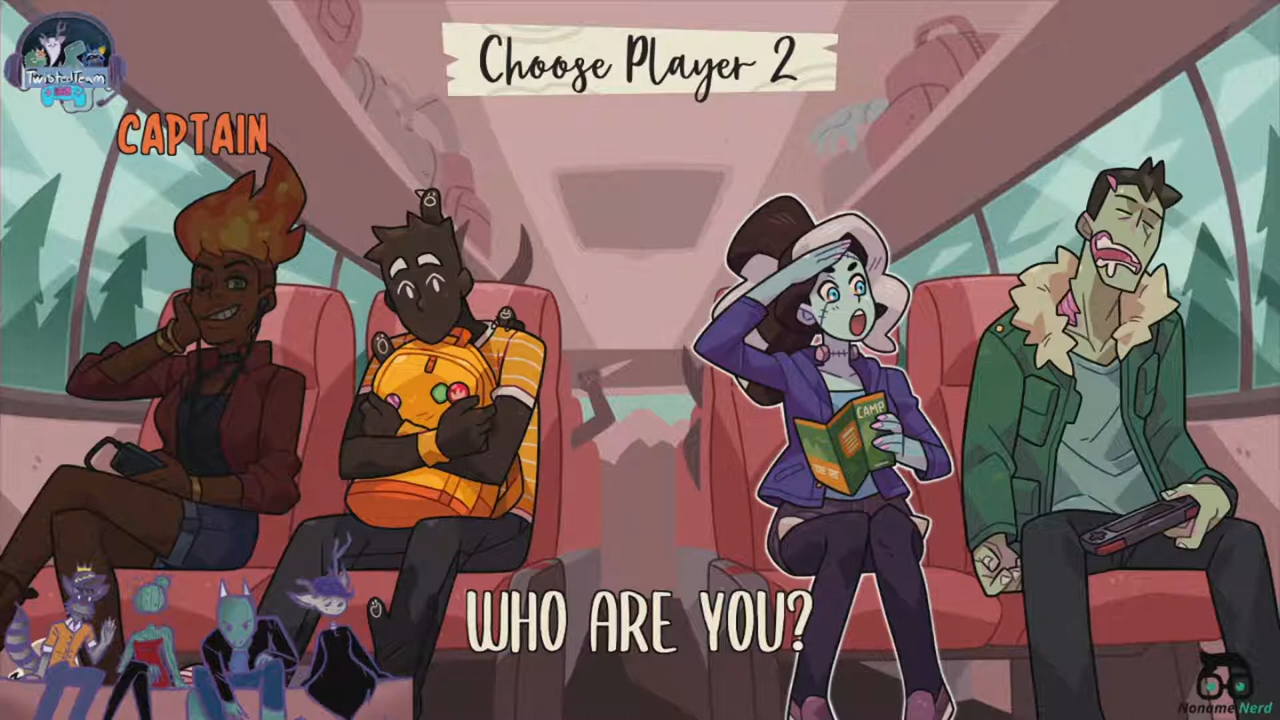 Choose Player 2
TwistedTeam
CAPTAIN
CAMP
WHO ARE YOU?
Noname Nerd